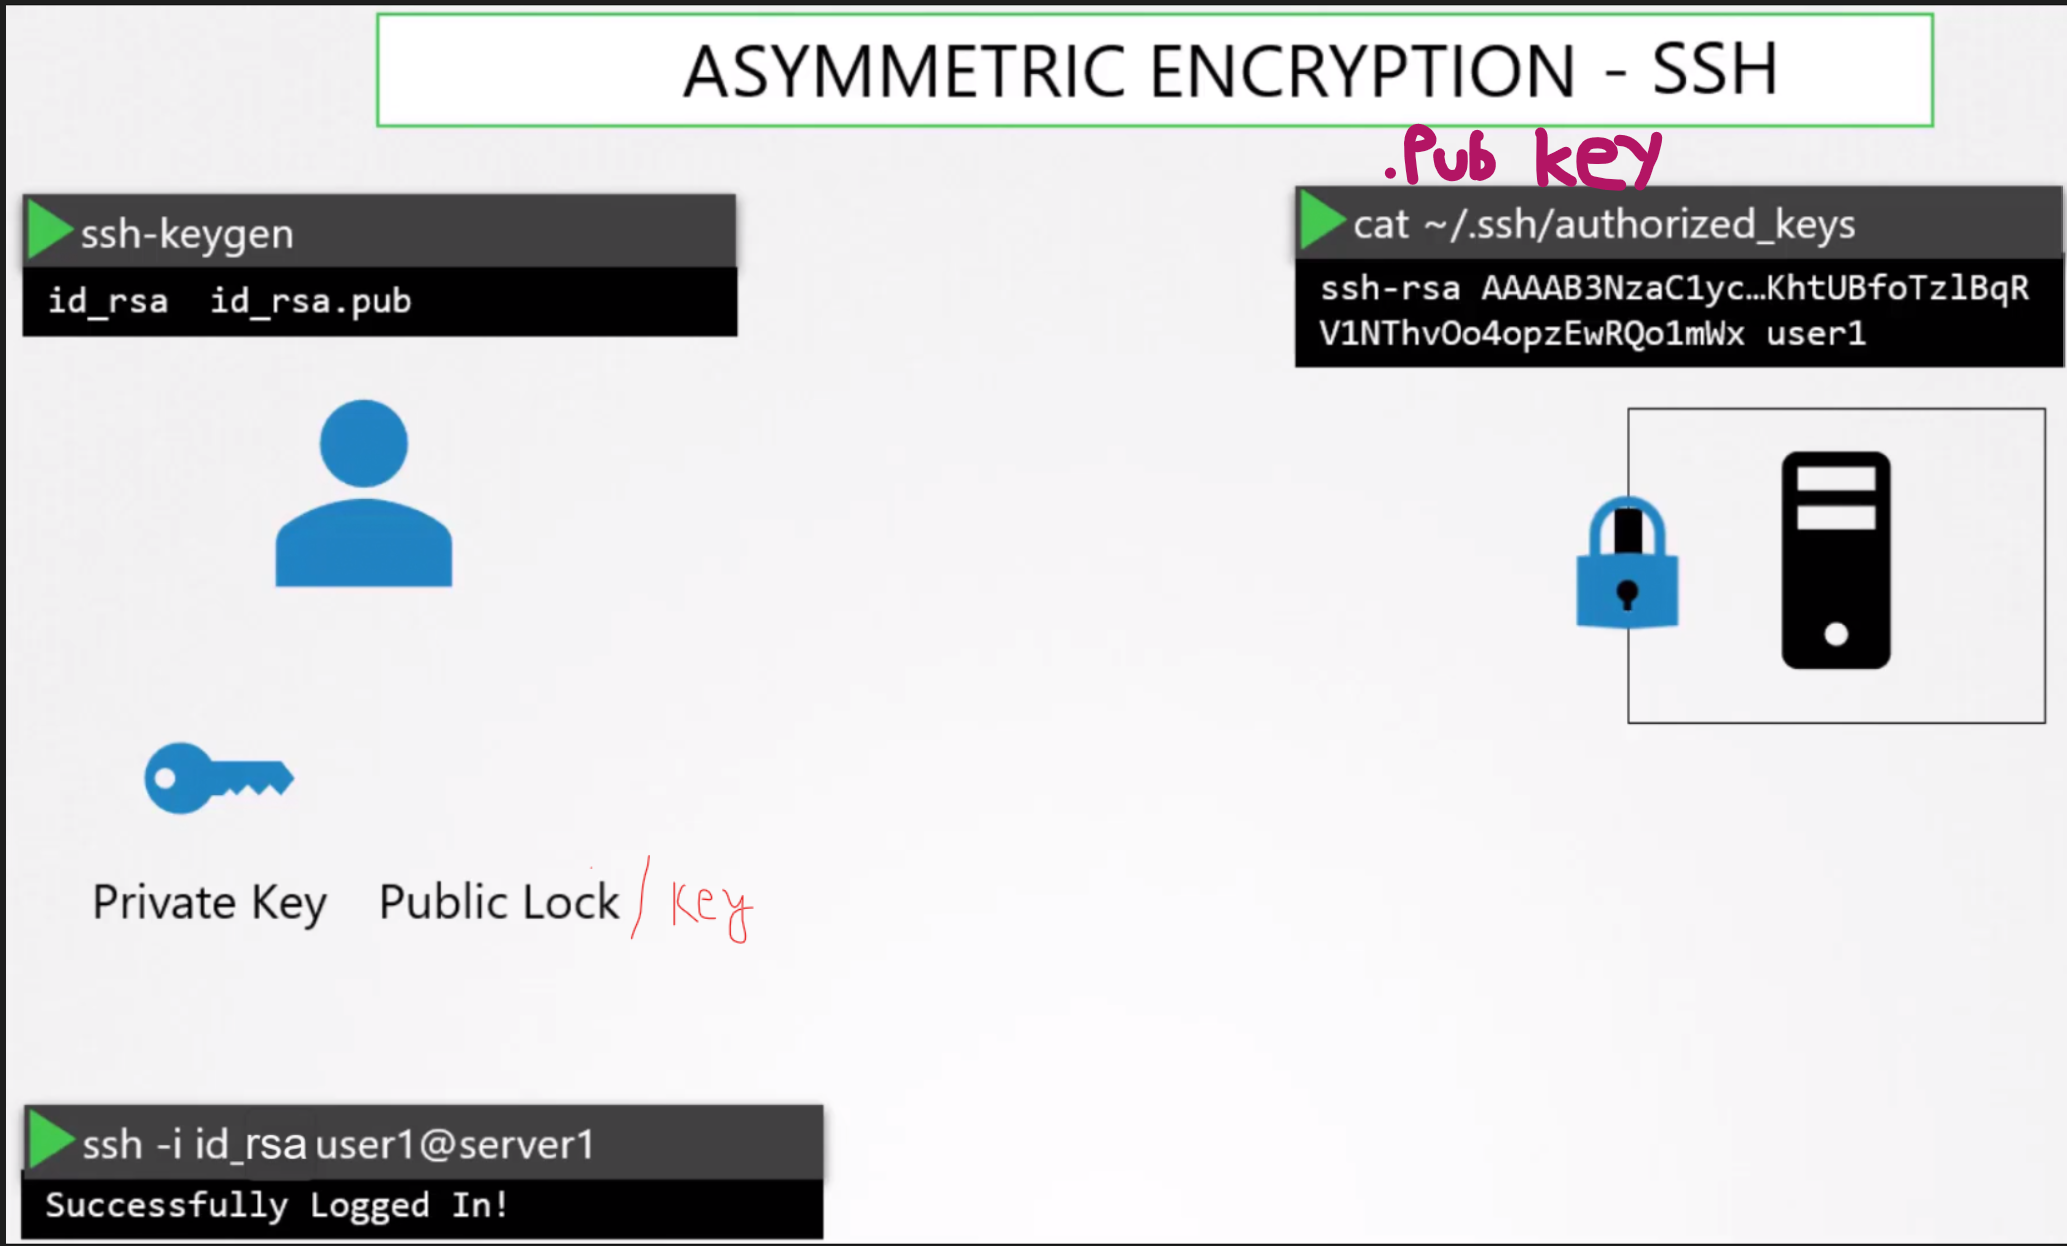 ASYMMETRIC ENCRYPTION - SSH
.Pub key
ssh-keygen
id_rsa id_rsa.pub
cat ~/.ssh/authorized_keys
ssh-rsa AAAAB3NzaC1yc…KhtUBfoTzlBqR
V1NThvOo4opzEwRQo1mWx user1
Private Key Public Lock / Key
ssh -i id_rsa user1@server1
Successfully Logged In!